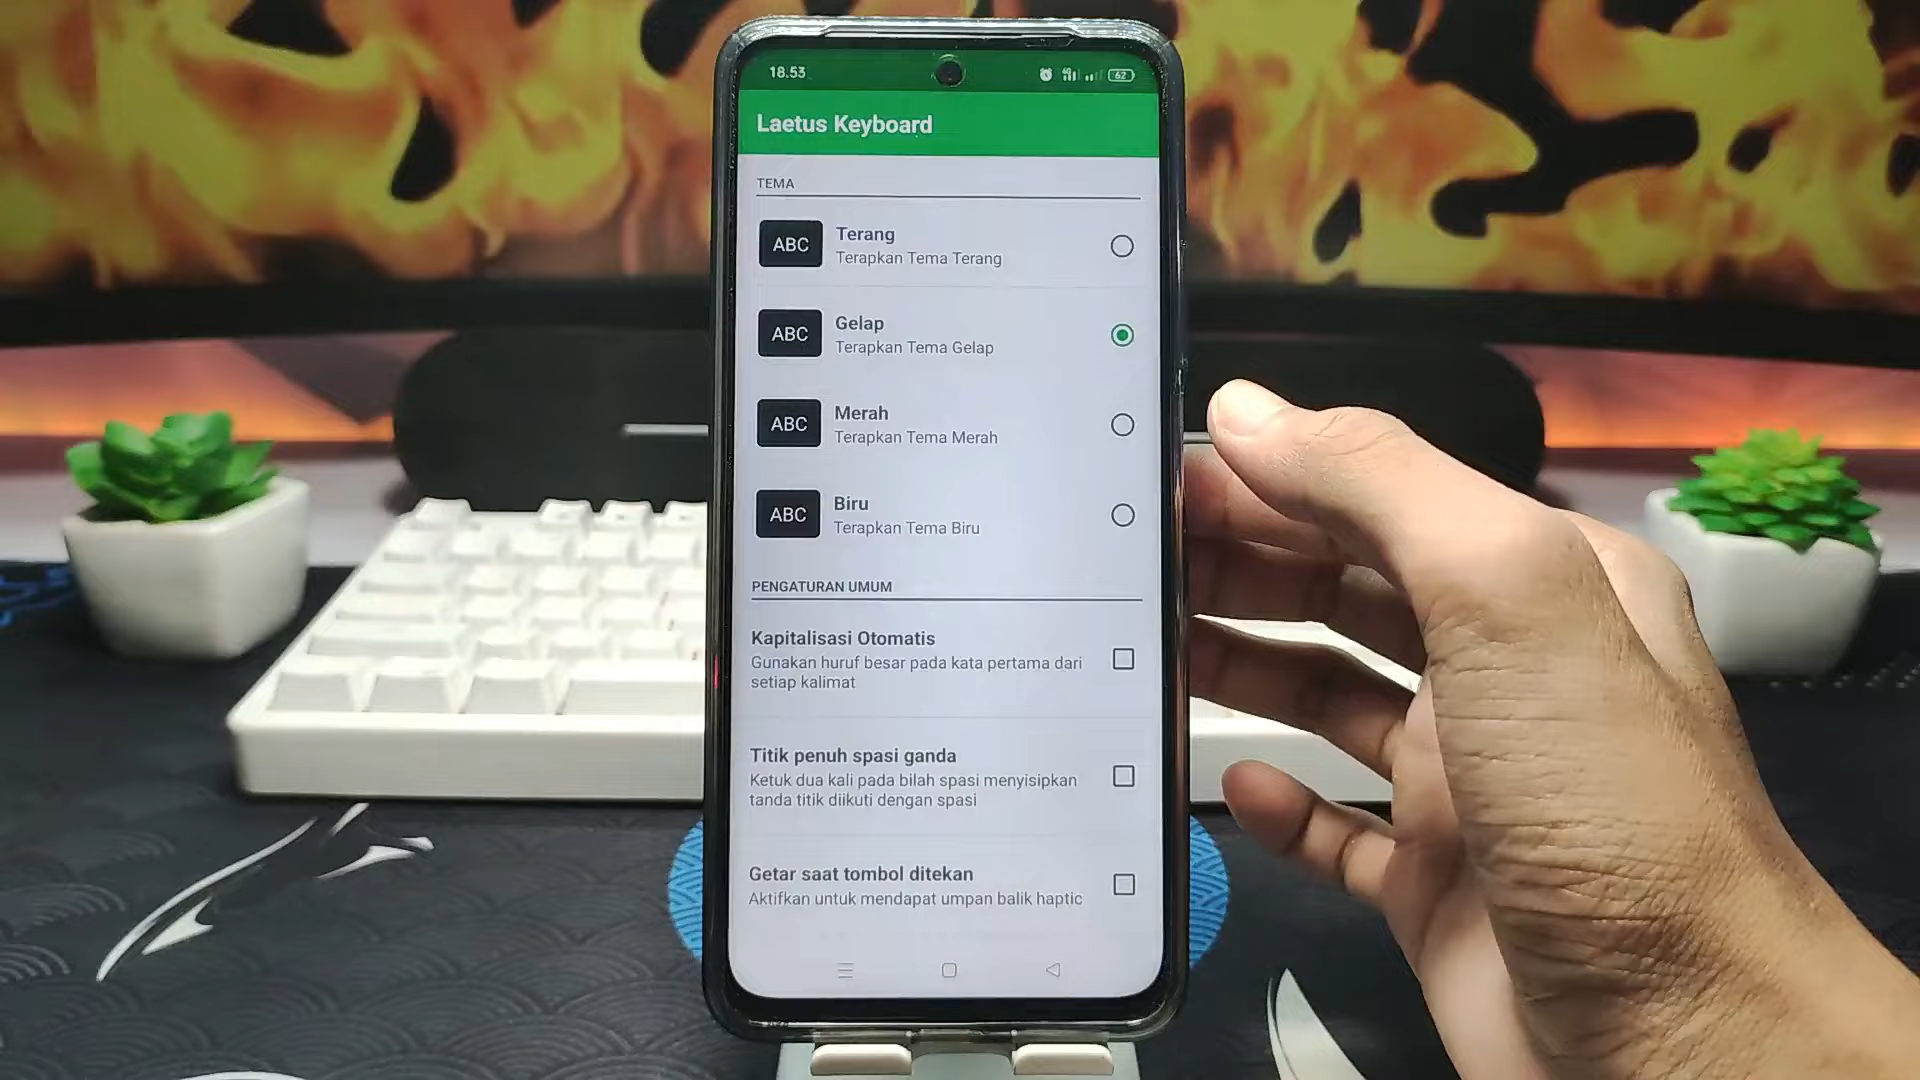 18.53
62
Laetus Keyboard
TEMA
ABC
Terang
Terapkan Tema Terang
ABC
Gelap
Terapkan Tema Gelap
ABC
Merah
Terapkan Tema Merah
ABC
Biru
Terapkan Tema Biru
PENGATURAN UMUM
Kapitalisasi Otomatis
Gunakan huruf besar pada kata pertama dari
setiap kalimat
Titik penuh spasi ganda
Ketuk dua kali pada bilah spasi menyisipkan
tanda titik diikuti dengan spasi
Getar saat tombol ditekan
Aktifkan untuk mendapat umpan balik haptic